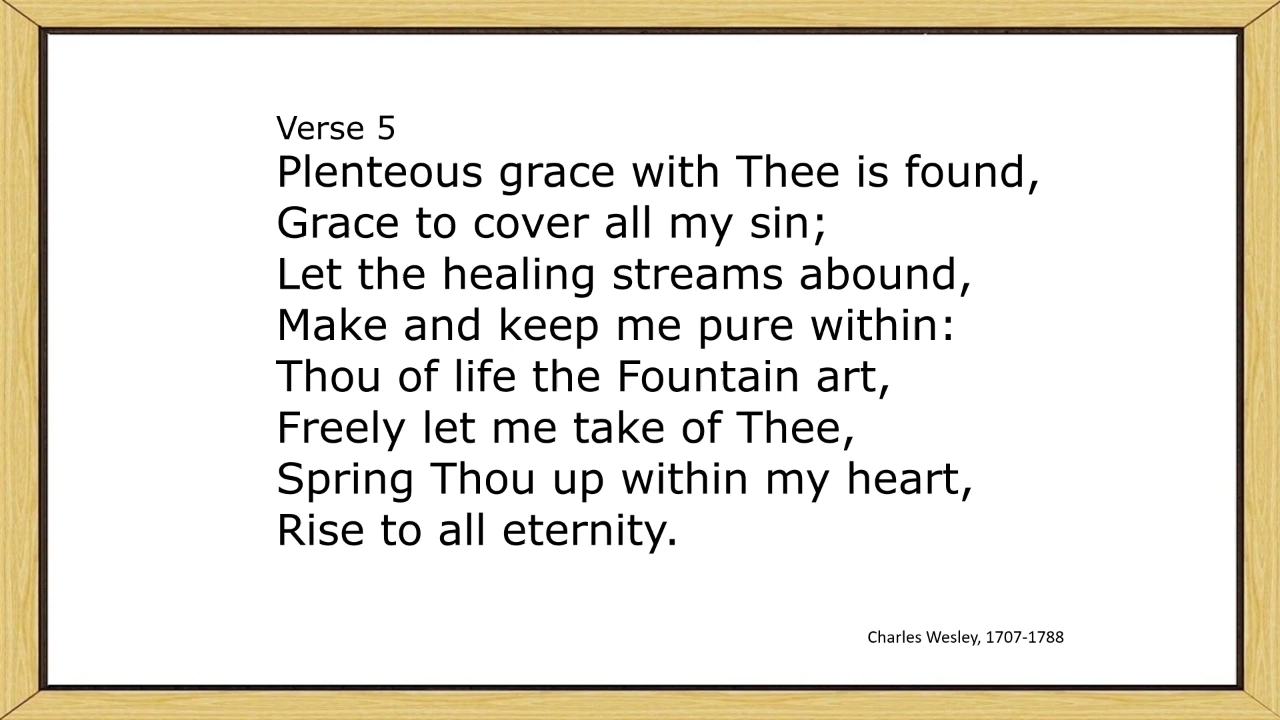 Verse 5
Plenteous grace with Thee is found,
Grace to cover all my sin;
Let the healing streams abound,
Make and keep me pure within:
Thou of life the Fountain art,
Freely let me take of Thee,
Spring Thou up within my heart,
Rise to all eternity.
Charles Wesley, 1707-1788